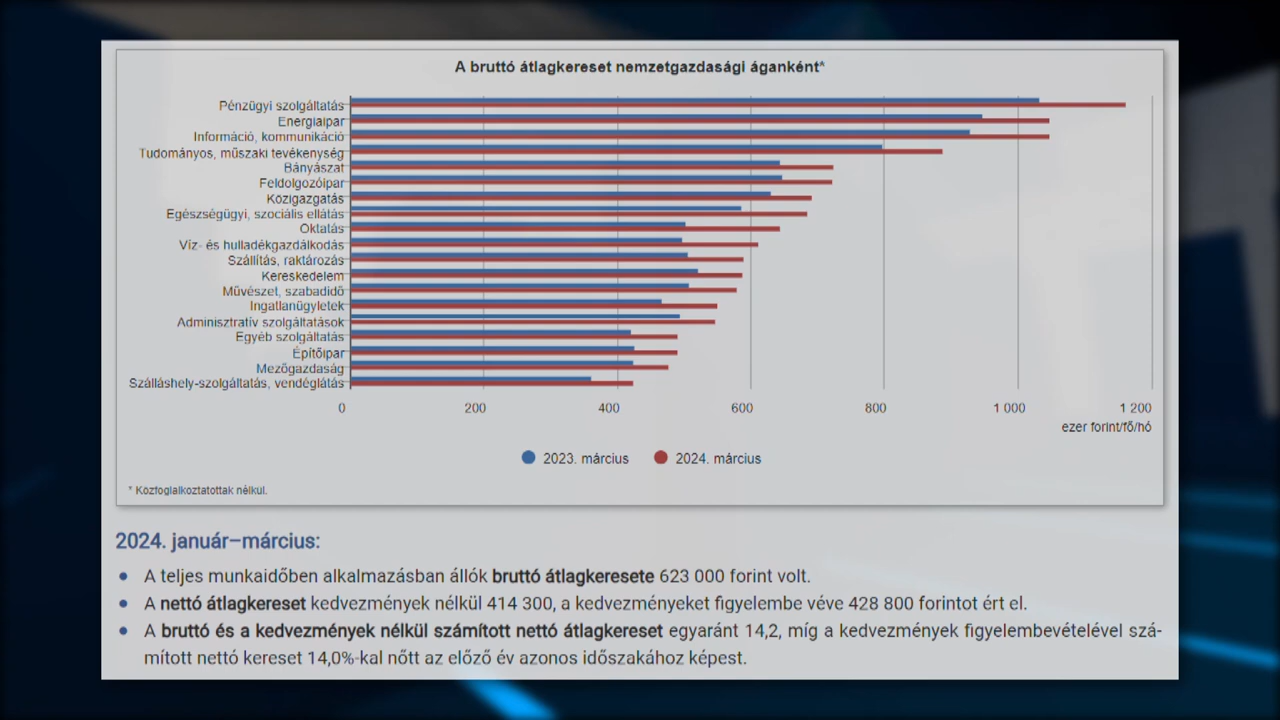 A bruttó átlagkereset nemzetgazdasági áganként*
Pénzügyi szolgáltatás
Energiaipar
Információ, kommunikáció
Tudományos, műszaki tevékenység
Bányászat
Feldolgozóipar
Közigazgatás
Egészségügyi, szociális ellátás
Oktatás
Víz- és hulladékgazdálkodás
Szállítás, raktározás
Kereskedelem
Művészet, szabadidő
Ingatlanügyletek
Adminisztratív szolgáltatások
Egyéb szolgáltatás
Építőipar
Mezőgazdaság
Szálláshely-szolgáltatás, vendéglátás
0 200 400 600 800 1 000 1 200
ezer forint/fő/hó
2023. március 2024. március
* Közfoglalkoztatottak nélkül.
2024. január–március:
• A teljes munkaidőben alkalmazásban állók bruttó átlagkeresete 623 000 forint volt.
• A nettó átlagkereset kedvezmények nélkül 414 300, a kedvezményeket figyelembe véve 428 800 forintot ért el.
• A bruttó és a kedvezmények nélkül számított nettó átlagkereset egyaránt 14,2, míg a kedvezmények figyelembevételével szá-
mított nettó kereset 14,0%-kal nőtt az előző év azonos időszakához képest.